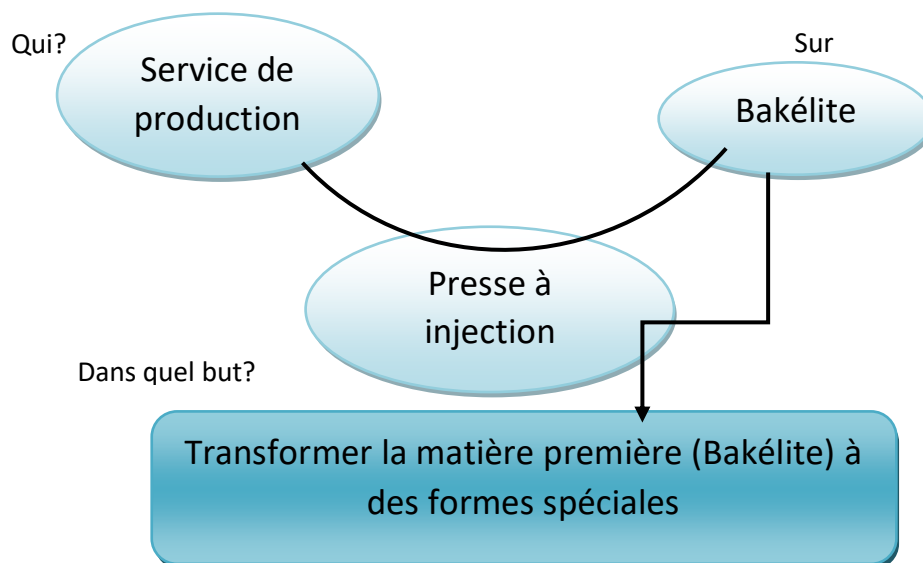 Qui?
Sur
Service de
production
Bakélite
Presse à
injection
Dans quel but?
Transformer la matière première (Bakélite) à
des formes spéciales